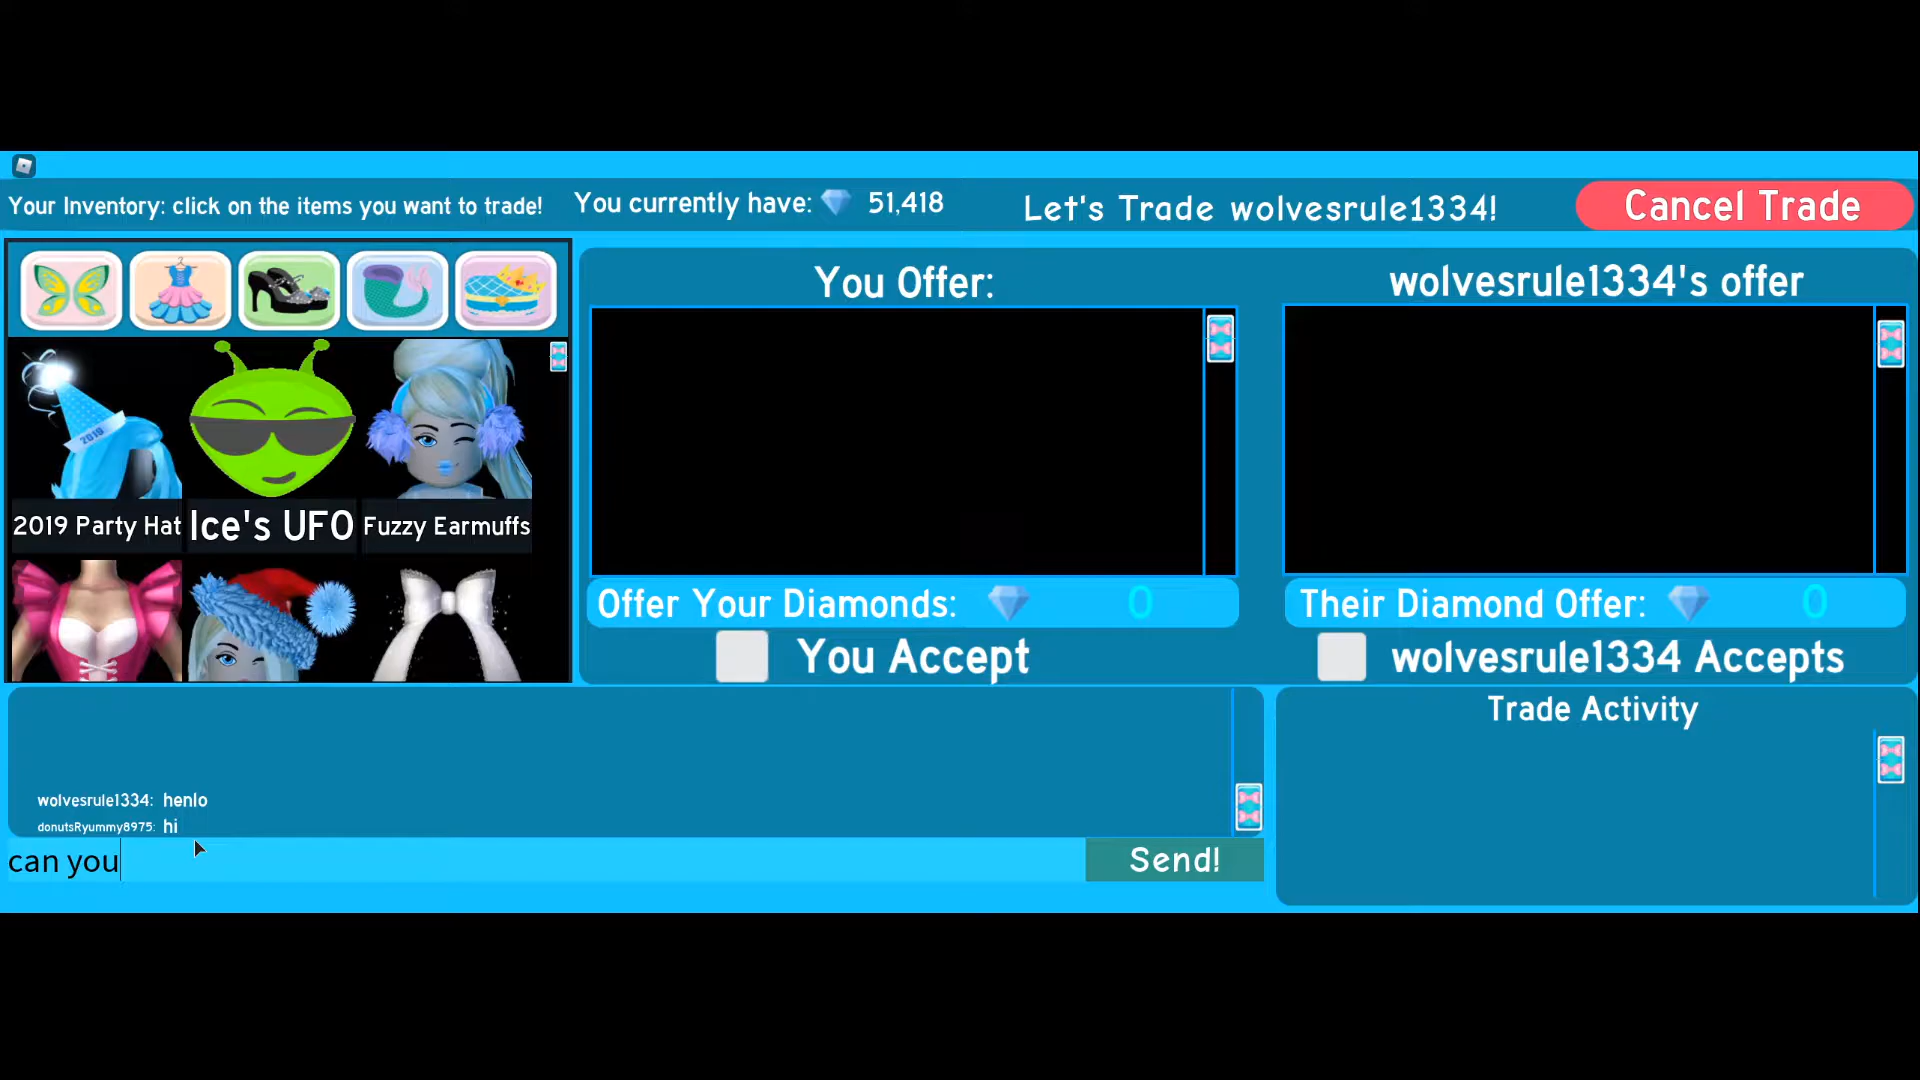 Your Inventory: click on the items you want to trade!
You currently have: 51,418
Let's Trade wolvesrule1334!
Cancel Trade
2019
2019 Party Hat
Ice's UFO
Fuzzy Earmuffs
You Offer:
Offer Your Diamonds: 0
You Accept
wolvesrule1334's offer
Their Diamond Offer: 0
wolvesrule1334 Accepts
wolvesrule1334: henlo
donutsRyummy8975: hi
can you
Send!
Trade Activity